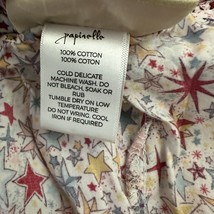 papirollo
100% COTTON
100% COTON
COLD DELICATE
MACHINE WASH. DO
NOT BLEACH, SOAK OR
RUB
TUMBLE DRY ON LOW
TEMPERATURE
DO NOT WRING. COOL
IRON IF REQUIRED